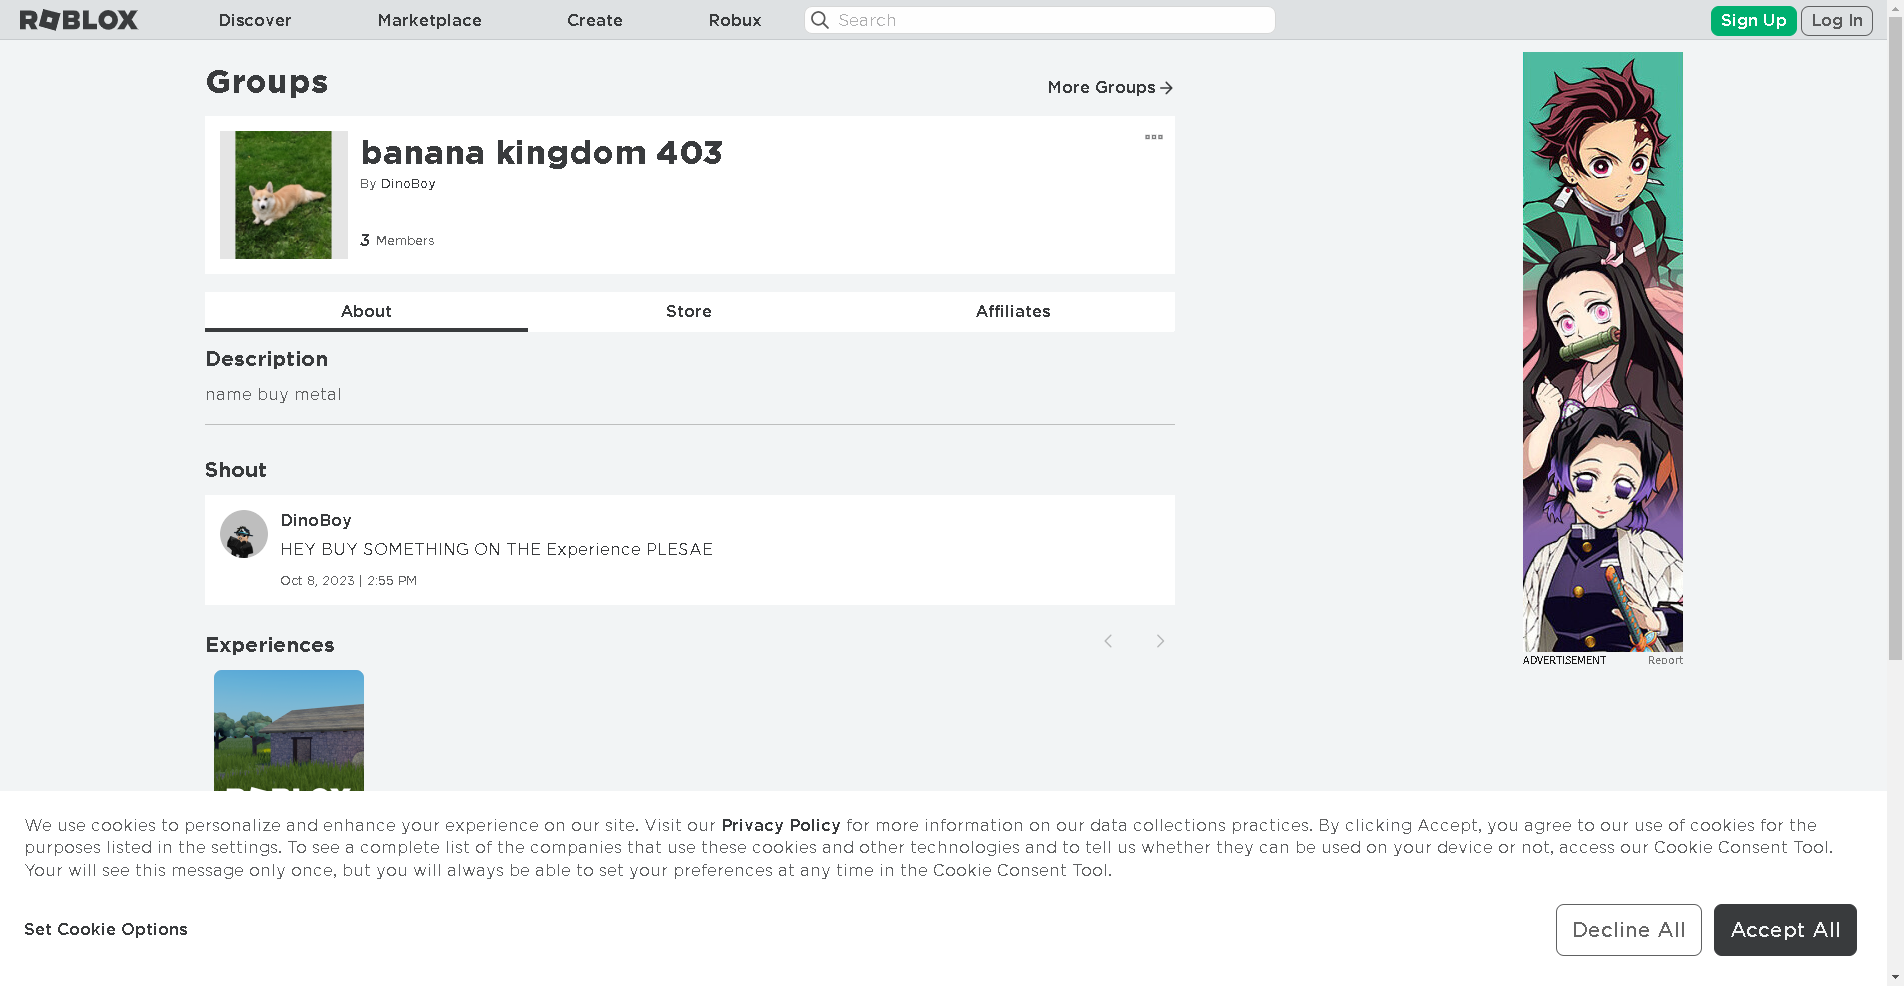 ROBLOX Discover Marketplace Create Robux Search Sign Up Log In
Groups
More Groups
banana kingdom 403
By DinoBoy
3 Members
About Store Affiliates
Description
name buy metal
Shout
DinoBoy
HEY BUY SOMETHING ON THE Experience PLESAE
Oct 8, 2023 | 2:55 PM
Experiences
ROBLOX
ADVERTISEMENT Report
We use cookies to personalize and enhance your experience on our site. Visit our Privacy Policy for more information on our data collections practices. By clicking Accept, you agree to our use of cookies for the
purposes listed in the settings. To see a complete list of the companies that use these cookies and other technologies and to tell us whether they can be used on your device or not, access our Cookie Consent Tool.
Your will see this message only once, but you will always be able to set your preferences at any time in the Cookie Consent Tool.
Set Cookie Options
Decline All
Accept All